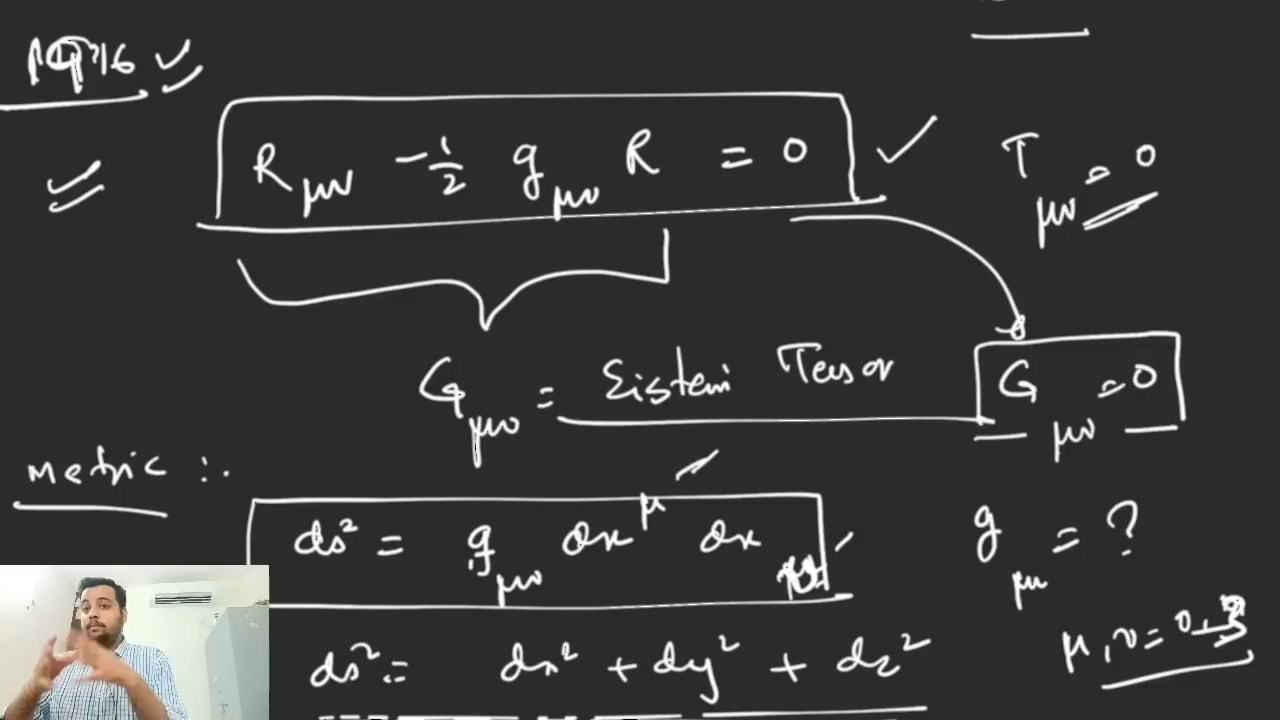 1916
R_μν - 1/2 g_μν R = 0
T_μν = 0
G_μν = Eistein Tensor
G_μν = 0
metric :.
ds² = g_μν dx^μ dx
g_μν = ?
μ, ν = 0,
ds² = dx² + dy² + dz²